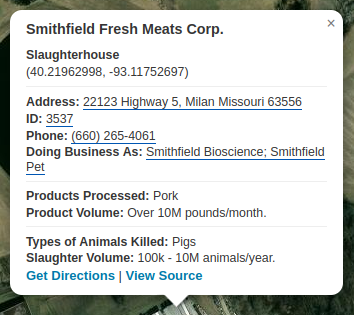 Smithfield Fresh Meats Corp.
×
Slaughterhouse
(40.21962998, -93.11752697)
Address: 22123 Highway 5, Milan Missouri 63556
ID: 3537
Phone: (660) 265-4061
Doing Business As: Smithfield Bioscience; Smithfield
Pet
Products Processed: Pork
Product Volume: Over 10M pounds/month.
Types of Animals Killed: Pigs
Slaughter Volume: 100k - 10M animals/year.
Get Directions | View Source